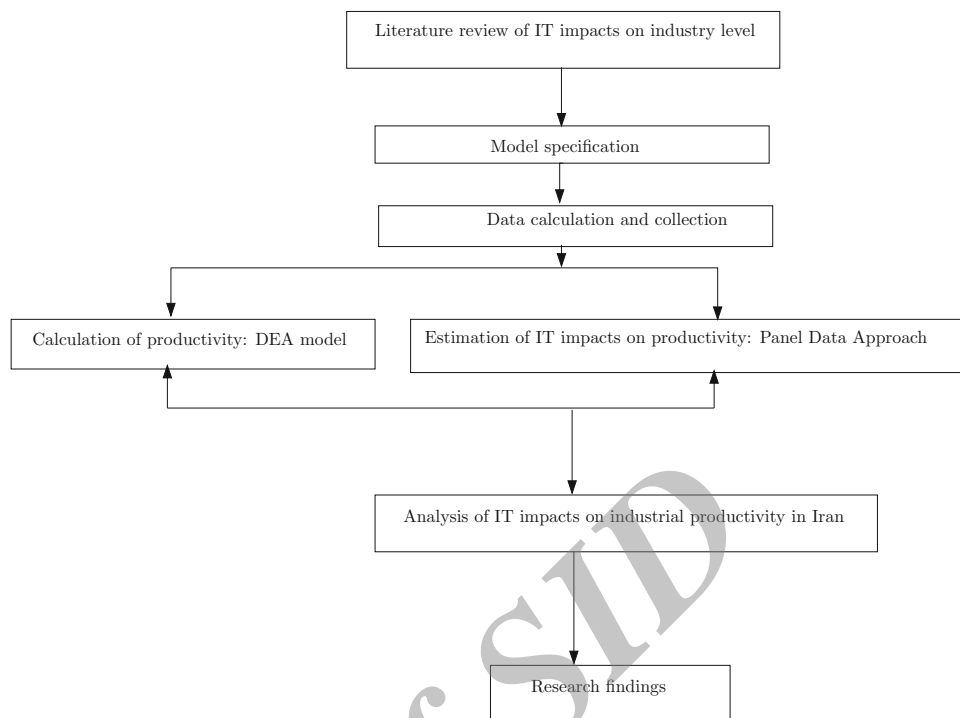 Literature review of IT impacts on industry level
Model specification
Data calculation and collection
Calculation of productivity: DEA model
Estimation of IT impacts on productivity: Panel Data Approach
Analysis of IT impacts on industrial productivity in Iran
Research findings
f SID